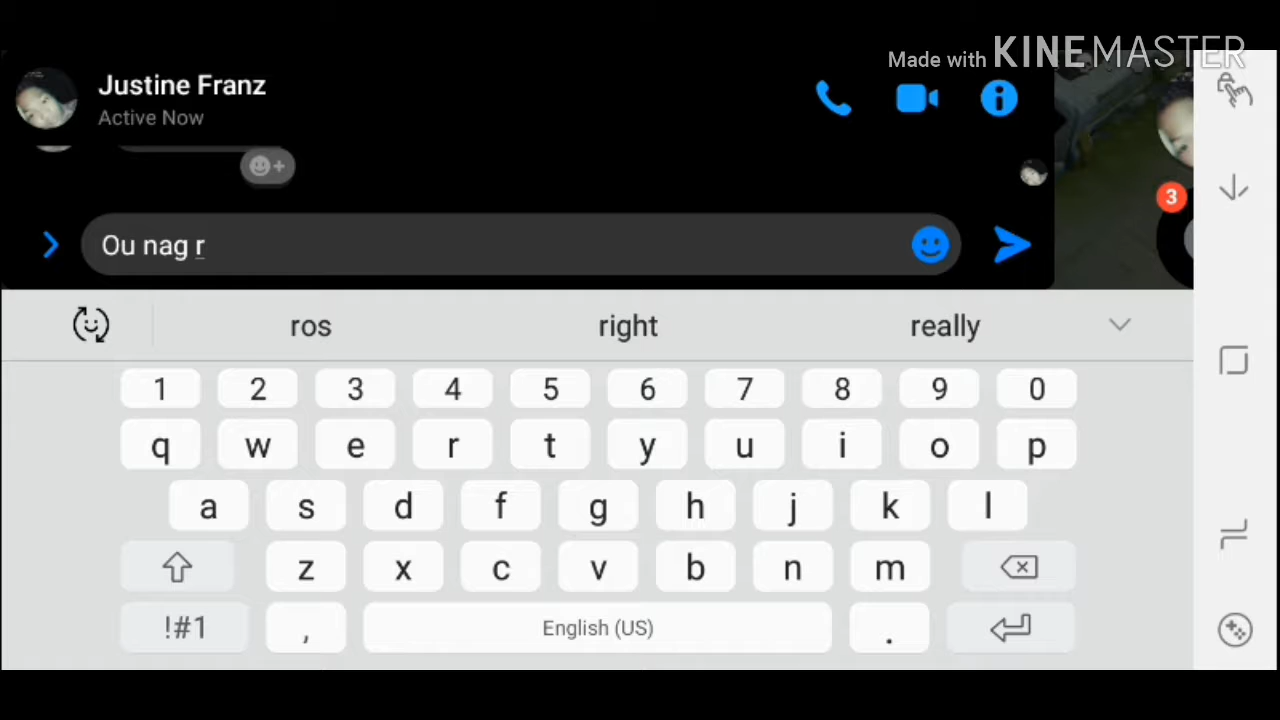 Made with KINEMASTER
Justine Franz
Active Now
3
Ou nag r
ros right really
1 2 3 4 5 6 7 8 9 0
q w e r t y u i o p
a s d f g h j k l
z x c v b n m
!#1 , English (US) .